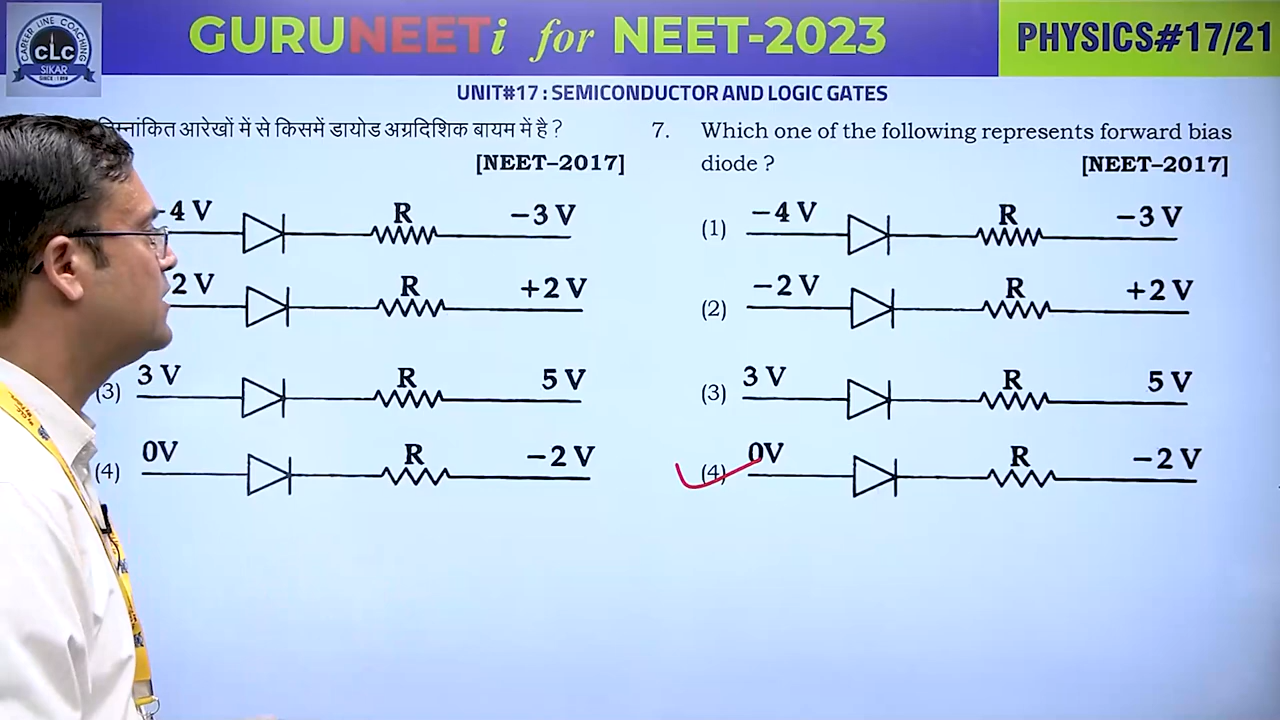 GURUNEETi for NEET-2023
PHYSICS#17/21
CAREER LINE COACHING
CLC
SIKAR
SINCE : 1996
UNIT#17 : SEMICONDUCTOR AND LOGIC GATES
निम्नांकित आरेखों में से किसमें डायोड अग्रदिशिक बायस में है ?
[NEET–2017]
-4 V R −3 V
2 V R +2 V
(3) 3 V R 5 V
(4) 0V R −2 V
7. Which one of the following represents forward bias
diode ? [NEET–2017]
(1) −4 V R −3 V
(2) −2 V R +2 V
(3) 3 V R 5 V
(4) 0V R −2 V